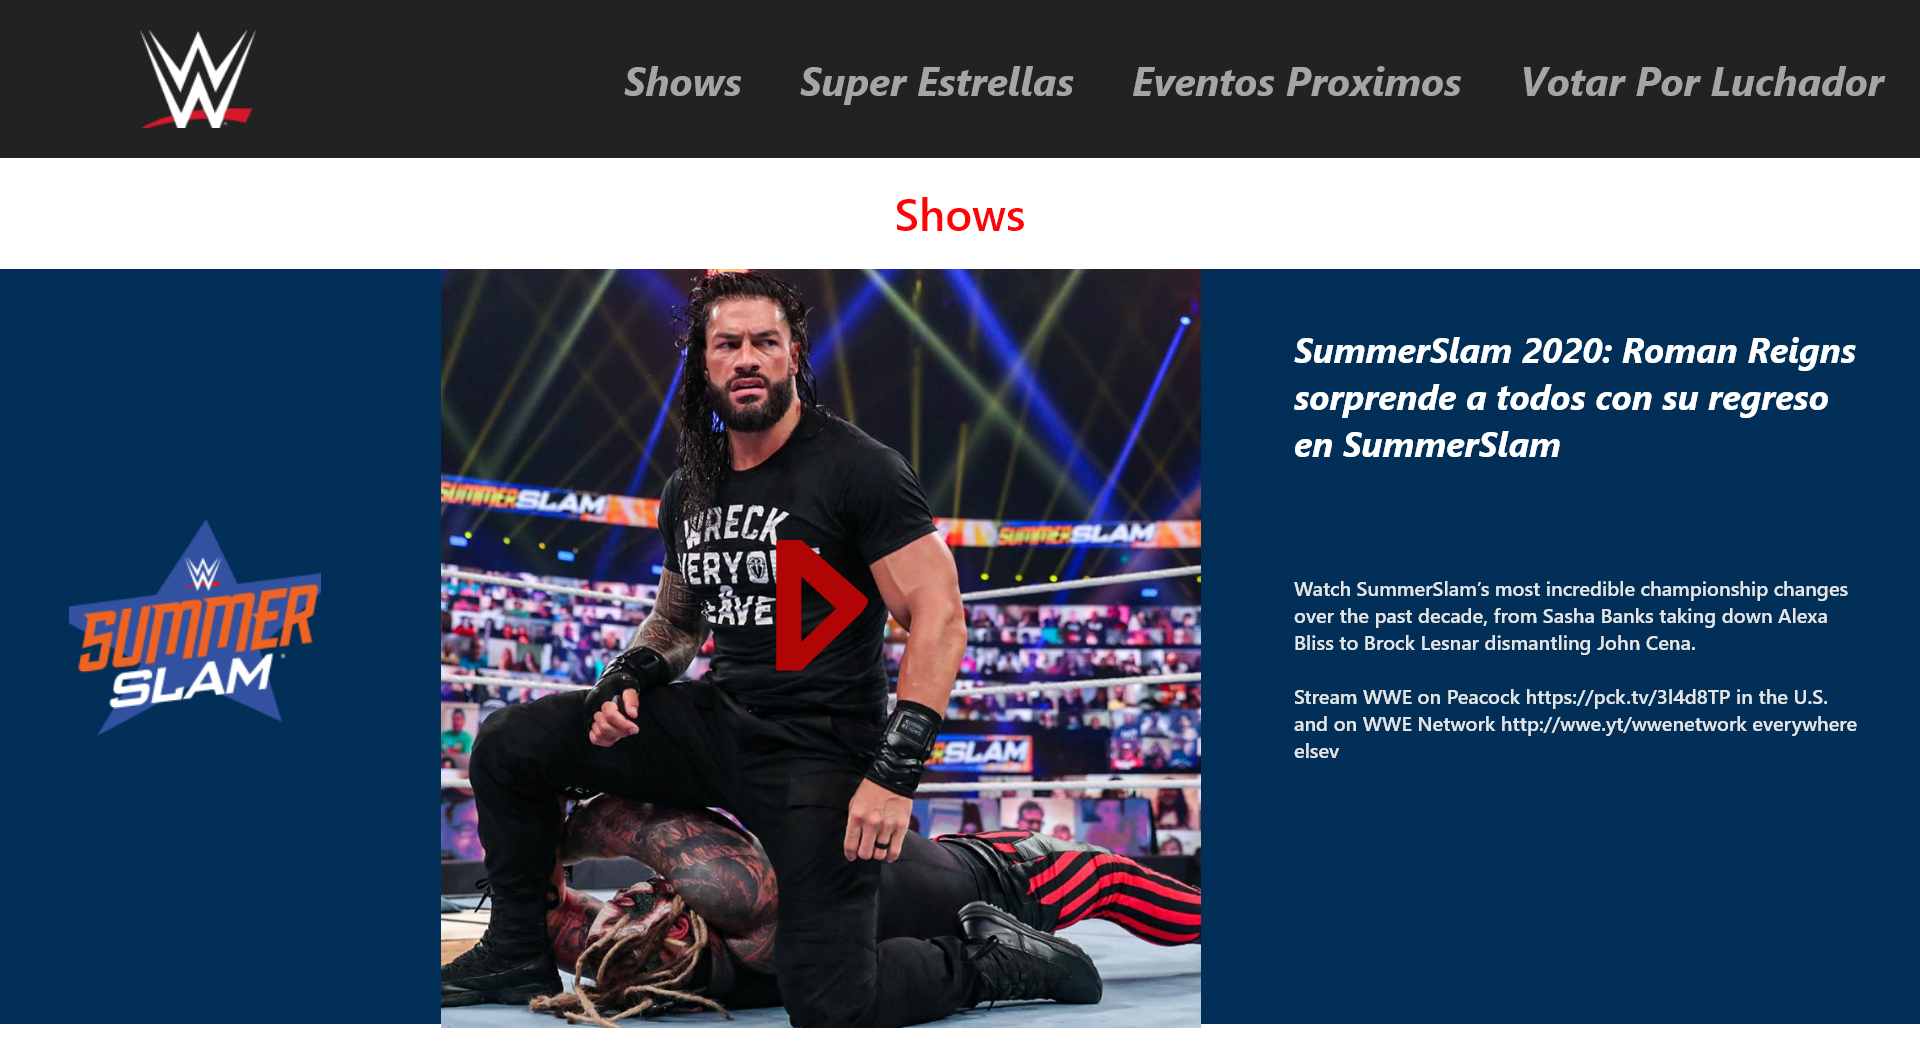 W
Shows
Super Estrellas
Eventos Proximos
Votar Por Luchador
Shows
SUMMER
SLAM
SUMMERSLAM
SUMMERSLAM
SLAM
WRECK
SummerSlam 2020: Roman Reigns
sorprende a todos con su regreso
en SummerSlam
Watch SummerSlam’s most incredible championship changes
over the past decade, from Sasha Banks taking down Alexa
Bliss to Brock Lesnar dismantling John Cena.
Stream WWE on Peacock https://pck.tv/3l4d8TP in the U.S.
and on WWE Network http://wwe.yt/wwenetwork everywhere
elsev